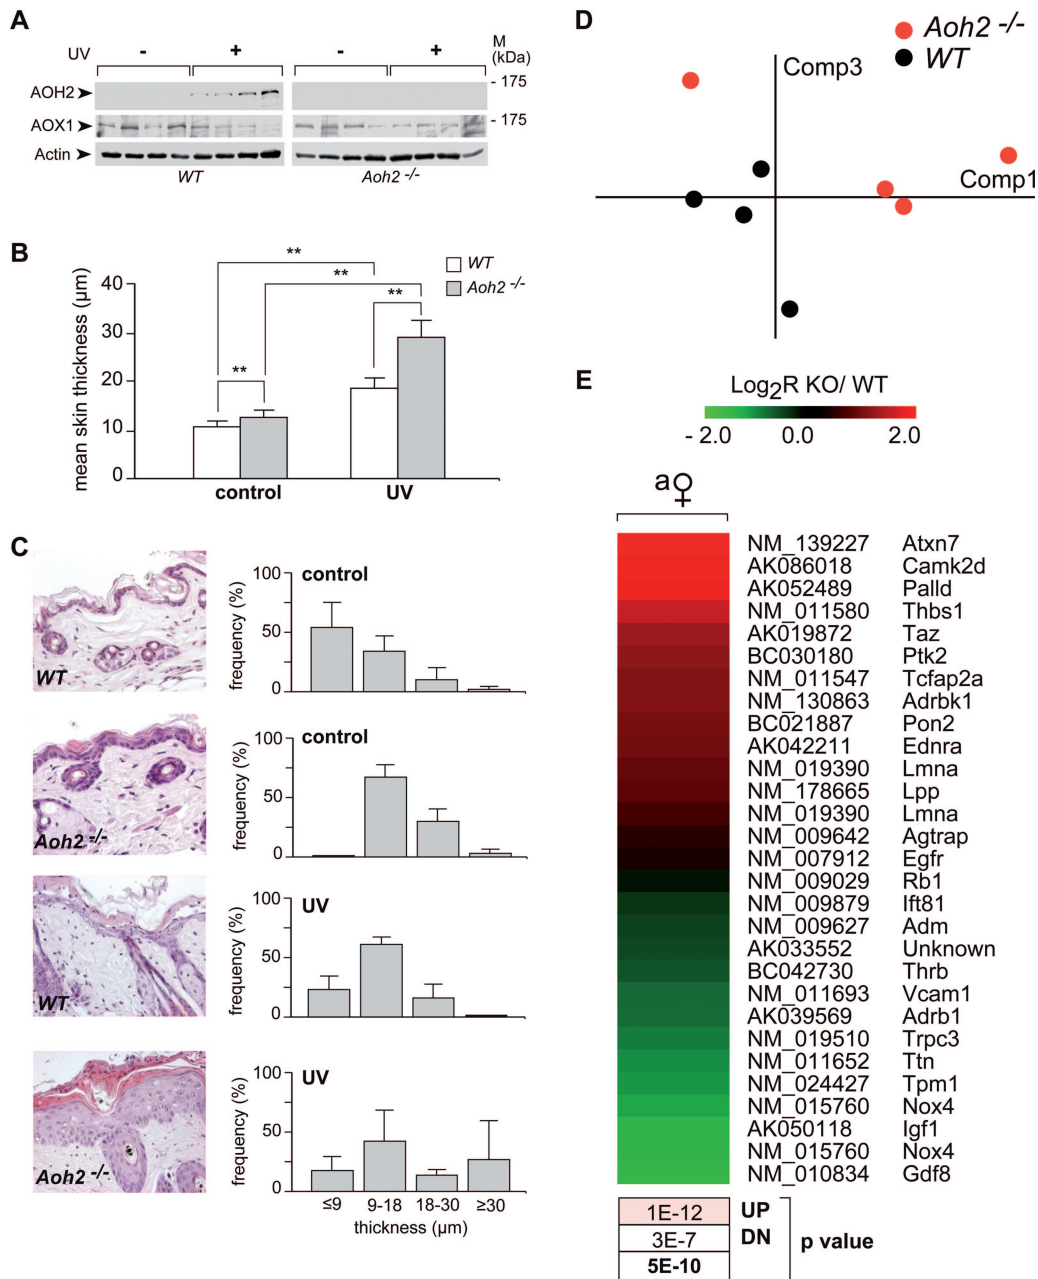 A
UV - + - + M (kDa)
AOH2 - 175
AOX1 - 175
Actin
WT Aoh2 -/-
B
mean skin thickness (µm)
40
30
20
10
0
** ** ** **
WT
Aoh2 -/-
control UV
C
WT
frequency (%)
100
50
0
control
Aoh2 -/-
frequency (%)
100
50
0
control
WT
frequency (%)
100
50
0
UV
Aoh2 -/-
frequency (%)
100
50
0
UV
≤9 9-18 18-30 ≥30
thickness (µm)
D
Aoh2 -/-
WT
Comp3
Comp1
E
Log2R KO/ WT
- 2.0 0.0 2.0
a♀
NM_139227 Atxn7
AK086018 Camk2d
AK052489 Palld
NM_011580 Thbs1
AK019872 Taz
BC030180 Ptk2
NM_011547 Tcfap2a
NM_130863 Adrbk1
BC021887 Pon2
AK042211 Ednra
NM_019390 Lmna
NM_178665 Lpp
NM_019390 Lmna
NM_009642 Agtrap
NM_007912 Egfr
NM_009029 Rb1
NM_009879 Ift81
NM_009627 Adm
AK033552 Unknown
BC042730 Thrb
NM_011693 Vcam1
AK039569 Adrb1
NM_019510 Trpc3
NM_011652 Ttn
NM_024427 Tpm1
NM_015760 Nox4
AK050118 Igf1
NM_015760 Nox4
NM_010834 Gdf8
1E-12 UP
3E-7 DN
5E-10
p value